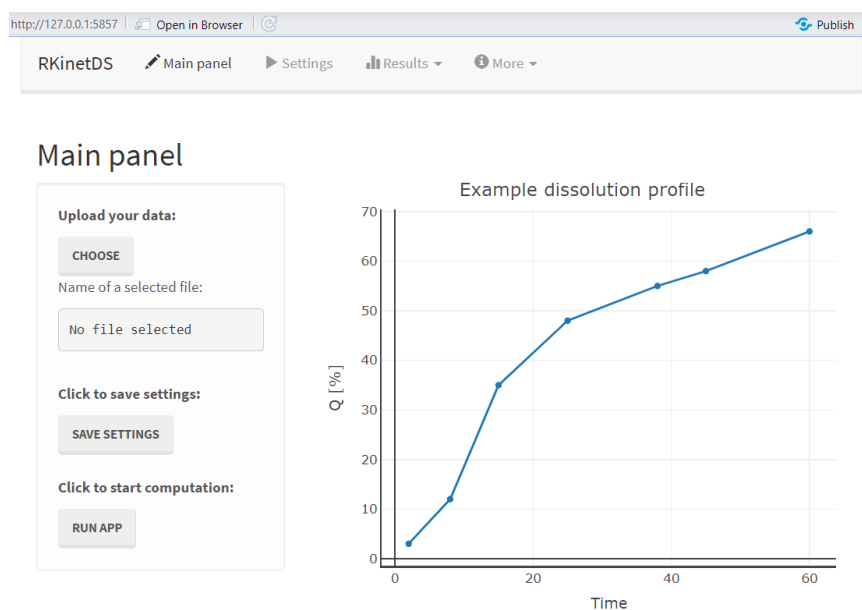 http://127.0.0.1:5857 Open in Browser Publish
RKinetDS Main panel Settings Results More
Main panel
Upload your data:
CHOOSE
Name of a selected file:
No file selected
Click to save settings:
SAVE SETTINGS
Click to start computation:
RUN APP
Example dissolution profile
70
60
50
40
30
20
10
0
Q [%]
0 20 40 60
Time